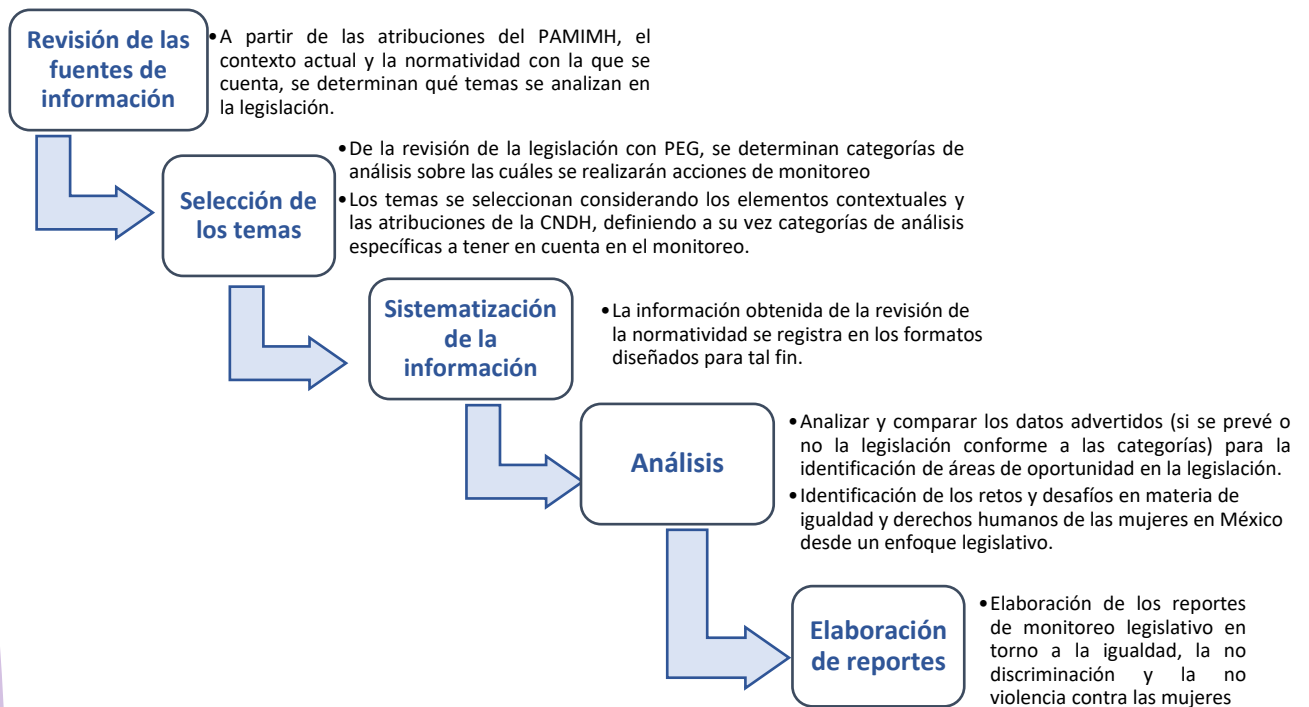 Revisión de las
fuentes de
información
•A partir de las atribuciones del PAMIMH, el
contexto actual y la normatividad con la que se
cuenta, se determinan qué temas se analizan en
la legislación.
Selección de
los temas
•De la revisión de la legislación con PEG, se determinan categorías de
análisis sobre las cuáles se realizarán acciones de monitoreo
•Los temas se seleccionan considerando los elementos contextuales y
las atribuciones de la CNDH, definiendo a su vez categorías de análisis
específicas a tener en cuenta en el monitoreo.
Sistematización
de la
información
•La información obtenida de la revisión de
la normatividad se registra en los formatos
diseñados para tal fin.
Análisis
•Analizar y comparar los datos advertidos (si se prevé o
no la legislación conforme a las categorías) para la
identificación de áreas de oportunidad en la legislación.
•Identificación de los retos y desafíos en materia de
igualdad y derechos humanos de las mujeres en México
desde un enfoque legislativo.
Elaboración
de reportes
•Elaboración de los reportes
de monitoreo legislativo en
torno a la igualdad, la no
discriminación y la no
violencia contra las mujeres